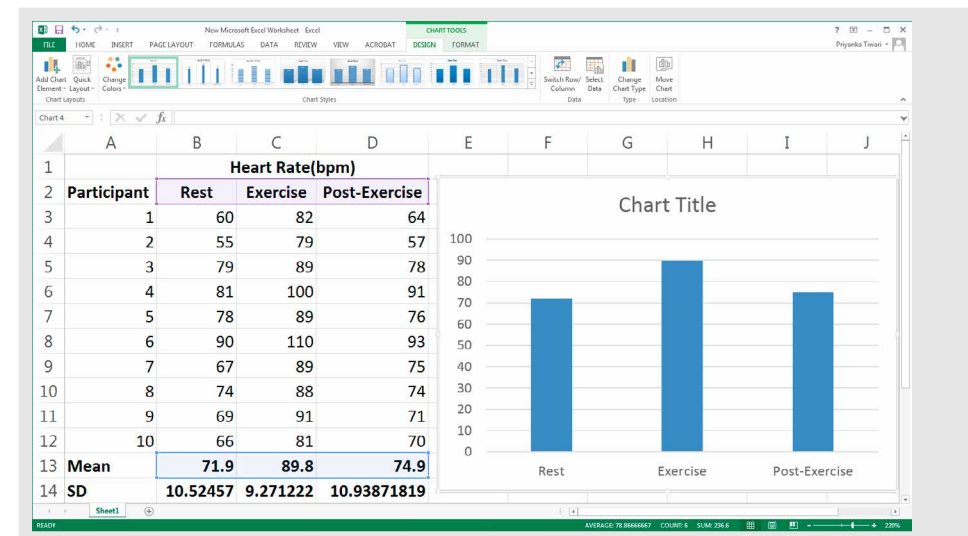 New Microsoft Excel Worksheet - Excel
CHART TOOLS
FILE HOME INSERT PAGE LAYOUT FORMULAS DATA REVIEW VIEW ACROBAT DESIGN FORMAT
Priyanka Tiwari
Add Chart Element Quick Layout Change Colors Switch Row/ Column Select Data Change Chart Type Move Chart
Chart Layouts Chart Styles Data Type Location
Chart 4 fx
A B C D E F G H I J
1 Heart Rate(bpm)
2 Participant Rest Exercise Post-Exercise
3 1 60 82 64
4 2 55 79 57
5 3 79 89 78
6 4 81 100 91
7 5 78 89 76
8 6 90 110 93
9 7 67 89 75
10 8 74 88 74
11 9 69 91 71
12 10 66 81 70
13 Mean 71.9 89.8 74.9
14 SD 10.52457 9.271222 10.93871819
Chart Title
100
90
80
70
60
50
40
30
20
10
0
Rest Exercise Post-Exercise
Sheet1
READY AVERAGE: 78.86666667 COUNT: 6 SUM: 236.6 220%